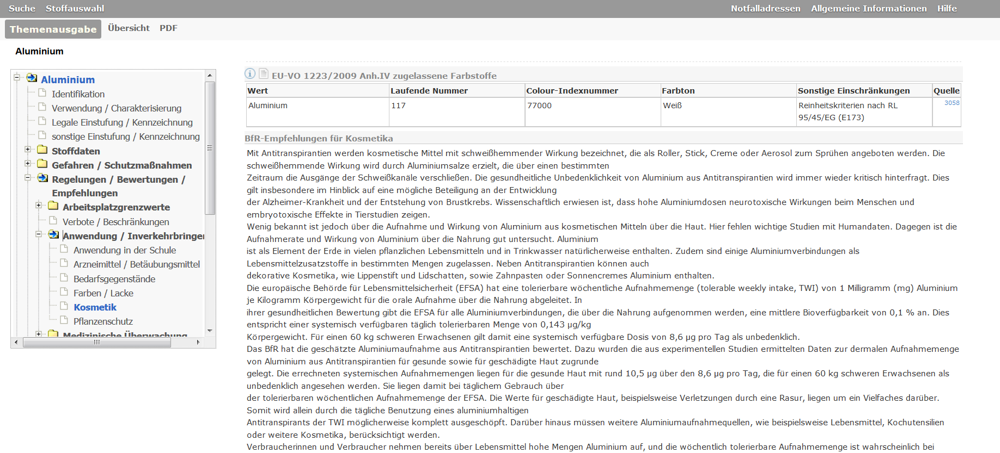 Suche Stoffauswahl Notfalladressen Allgemeine Informationen Hilfe
Themenausgabe Übersicht PDF
Aluminium
Aluminium
Identifikation
Verwendung / Charakterisierung
Legale Einstufung / Kennzeichnung
sonstige Einstufung / Kennzeichnung
Stoffdaten
Gefahren / Schutzmaßnahmen
Regelungen / Bewertungen /
Empfehlungen
Arbeitsplatzgrenzwerte
Verbote / Beschränkungen
Anwendung / Inverkehrbringen
Anwendung in der Schule
Arzneimittel / Betäubungsmittel
Bedarfsgegenstände
Farben / Lacke
Kosmetik
Pflanzenschutz
Medizinische Überwachung
EU-VO 1223/2009 Anh.IV zugelassene Farbstoffe
Wert Laufende Nummer Colour-Indexnummer Farbton Sonstige Einschränkungen Quelle
Aluminium 117 77000 Weiß Reinheitskriterien nach RL 3058
95/45/EG (E173)
BfR-Empfehlungen für Kosmetika
Mit Antitranspirantien werden kosmetische Mittel mit schweißhemmender Wirkung bezeichnet, die als Roller, Stick, Creme oder Aerosol zum Sprühen angeboten werden. Die
schweißhemmende Wirkung wird durch Aluminiumsalze erzielt, die über einen bestimmten
Zeitraum die Ausgänge der Schweißkanäle verschließen. Die gesundheitliche Unbedenklichkeit von Aluminium aus Antitranspirantien wird immer wieder kritisch hinterfragt. Dies
gilt insbesondere im Hinblick auf eine mögliche Beteiligung an der Entwicklung
der Alzheimer-Krankheit und der Entstehung von Brustkrebs. Wissenschaftlich erwiesen ist, dass hohe Aluminiumdosen neurotoxische Wirkungen beim Menschen und
embryotoxische Effekte in Tierstudien zeigen.
Wenig bekannt ist jedoch über die Aufnahme und Wirkung von Aluminium aus kosmetischen Mitteln über die Haut. Hier fehlen wichtige Studien mit Humandaten. Dagegen ist die
Aufnahmerate und Wirkung von Aluminium über die Nahrung gut untersucht. Aluminium
ist als Element der Erde in vielen pflanzlichen Lebensmitteln und in Trinkwasser natürlicherweise enthalten. Zudem sind einige Aluminiumverbindungen als
Lebensmittelzusatzstoffe in bestimmten Mengen zugelassen. Neben Antitranspirantien können auch
dekorative Kosmetika, wie Lippenstift und Lidschatten, sowie Zahnpasten oder Sonnencremes Aluminium enthalten.
Die europäische Behörde für Lebensmittelsicherheit (EFSA) hat eine tolerierbare wöchentliche Aufnahmemenge (tolerable weekly intake, TWI) von 1 Milligramm (mg) Aluminium
je Kilogramm Körpergewicht für die orale Aufnahme über die Nahrung abgeleitet. In
ihrer gesundheitlichen Bewertung gibt die EFSA für alle Aluminiumverbindungen, die über die Nahrung aufgenommen werden, eine mittlere Bioverfügbarkeit von 0,1 % an. Dies
entspricht einer systemisch verfügbaren täglich tolerierbaren Menge von 0,143 µg/kg
Körpergewicht. Für einen 60 kg schweren Erwachsenen gilt damit eine systemisch verfügbare Dosis von 8,6 µg pro Tag als unbedenklich.
Das BfR hat die geschätzte Aluminiumaufnahme aus Antitranspirantien bewertet. Dazu wurden die aus experimentellen Studien ermittelten Daten zur dermalen Aufnahmemenge
von Aluminium aus Antitranspirantien für gesunde sowie für geschädigte Haut zugrunde
gelegt. Die errechneten systemischen Aufnahmemengen liegen für die gesunde Haut mit rund 10,5 µg über den 8,6 µg pro Tag, die für einen 60 kg schweren Erwachsenen als
unbedenklich angesehen werden. Sie liegen damit bei täglichem Gebrauch über
der tolerierbaren wöchentlichen Aufnahmemenge der EFSA. Die Werte für geschädigte Haut, beispielsweise Verletzungen durch eine Rasur, liegen um ein Vielfaches darüber.
Somit wird allein durch die tägliche Benutzung eines aluminiumhaltigen
Antitranspirants der TWI möglicherweise komplett ausgeschöpft. Darüber hinaus müssen weitere Aluminiumaufnahmequellen, wie beispielsweise Lebensmittel, Kochutensilien
oder weitere Kosmetika, berücksichtigt werden.
Verbraucherinnen und Verbraucher nehmen bereits über Lebensmittel hohe Mengen Aluminium auf, und die wöchentlich tolerierbare Aufnahmemenge ist wahrscheinlich bei